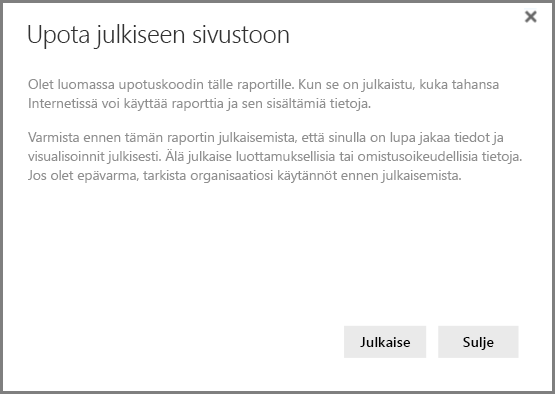 Upota julkiseen sivustoon
Olet luomassa upotuskoodin tälle raportille. Kun se on julkaistu, kuka tahansa
Internetissä voi käyttää raporttia ja sen sisältämiä tietoja.
Varmista ennen tämän raportin julkaisemista, että sinulla on lupa jakaa tiedot ja
visualisoinnit julkisesti. Älä julkaise luottamuksellisia tai omistusoikeudellisia tietoja.
Jos olet epävarma, tarkista organisaatiosi käytännöt ennen julkaisemista.
Julkaise Sulje